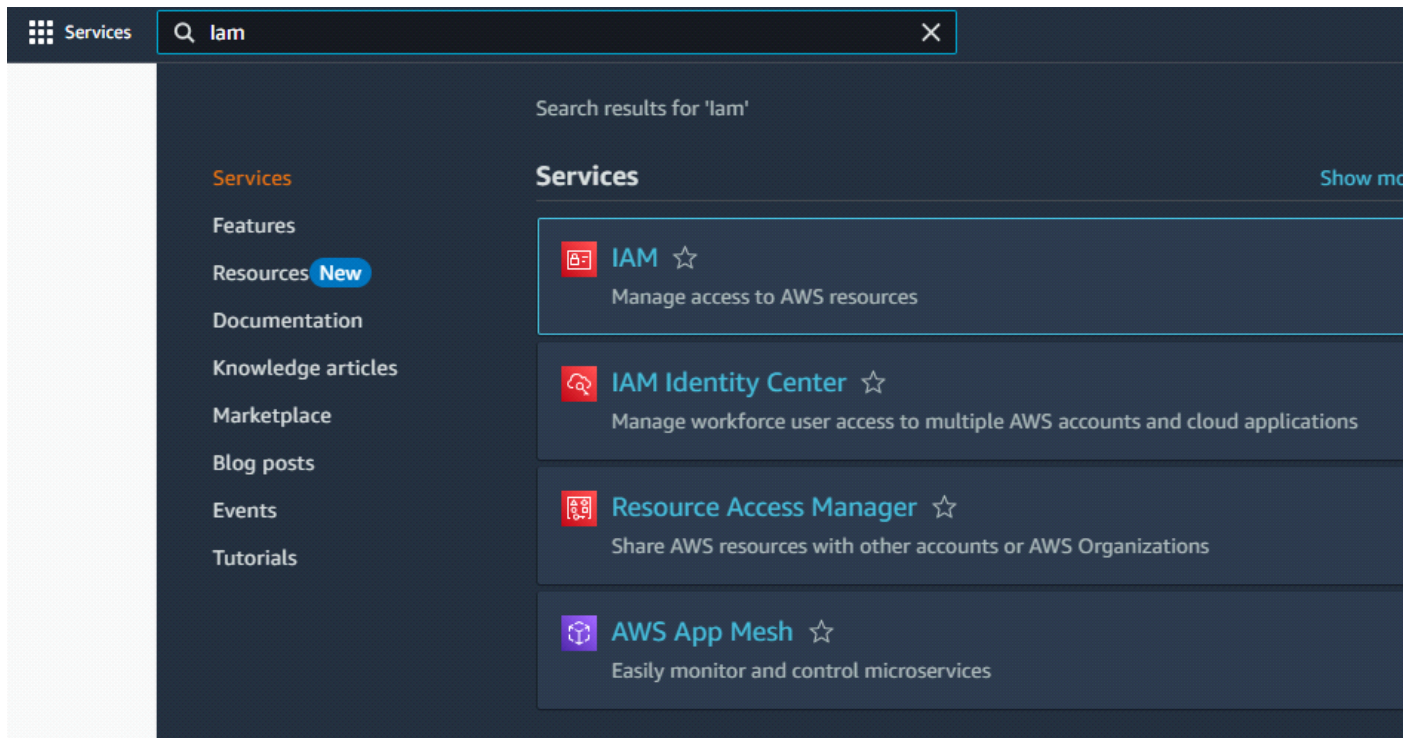 Services
Iam
Search results for 'Iam'
Services
Features
Resources New
Documentation
Knowledge articles
Marketplace
Blog posts
Events
Tutorials
Services
Show mo
IAM
Manage access to AWS resources
IAM Identity Center
Manage workforce user access to multiple AWS accounts and cloud applications
Resource Access Manager
Share AWS resources with other accounts or AWS Organizations
AWS App Mesh
Easily monitor and control microservices